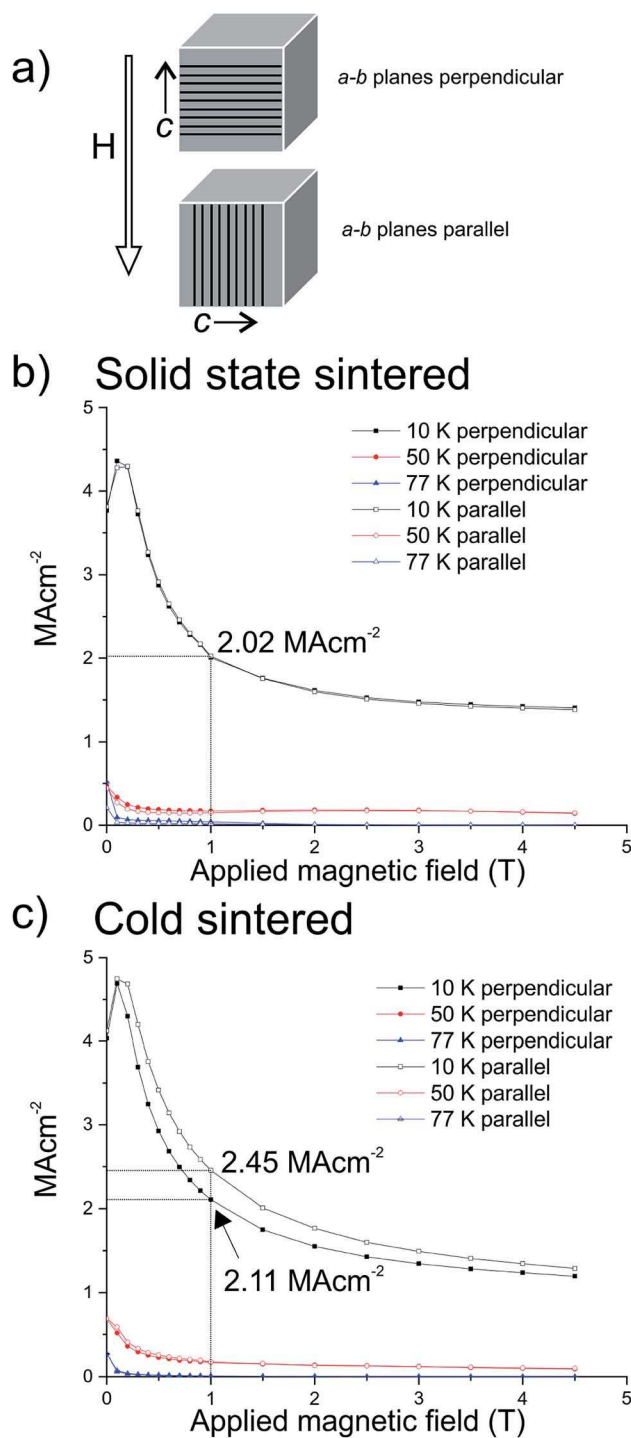 a)
H
c
a-b planes perpendicular
c
a-b planes parallel
b) Solid state sintered
5
4
3
2
1
0
MAcm⁻²
10 K perpendicular
50 K perpendicular
77 K perpendicular
10 K parallel
50 K parallel
77 K parallel
2.02 MAcm⁻²
0 1 2 3 4 5
Applied magnetic field (T)
c) Cold sintered
5
4
3
2
1
0
MAcm⁻²
10 K perpendicular
50 K perpendicular
77 K perpendicular
10 K parallel
50 K parallel
77 K parallel
2.45 MAcm⁻²
2.11 MAcm⁻²
0 1 2 3 4 5
Applied magnetic field (T)